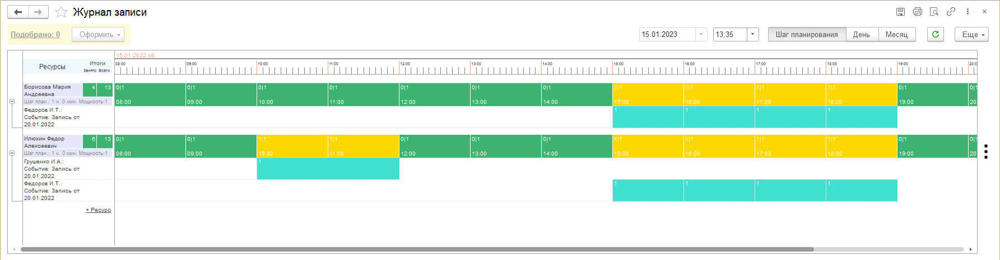 Журнал записи
Подобрано: 0 Оформить 15.01.2023 13:35 Шаг планирования День Месяц Еще
15.01.2022 сб.
Ресурсы Итоги
Занято Всего
08:00 09:00 10:00 11:00 12:00 13:00 14:00 15:00 16:00 17:00 18:00 19:00 20:0
Борисова Мария 4 13 0|1 0|1 0|1 0|1 0|1 0|1 0|1 1|1 1|1 1|1 1|1 0|1 0|1
Андреевна
Шаг план.: 1 ч. 0 мин. Мощность:1 08:00 09:00 10:00 11:00 12:00 13:00 14:00 15:00 16:00 17:00 18:00 19:00 20
Федоров И.Т.: 1 1 1 1
Событие: Запись от
20.01.2022
Илюхин Федор 6 13 0|1 0|1 1|1 1|1 0|1 0|1 0|1 1|1 1|1 1|1 1|1 0|1 0|1
Алексеевич
Шаг план.: 1 ч. 0 мин. Мощность:1 08:00 09:00 10:00 11:00 12:00 13:00 14:00 15:00 16:00 17:00 18:00 19:00 20
Грушенко И.А.: 1
Событие: Запись от
20.01.2022
Федоров И.Т.: 1 1 1 1
Событие: Запись от
20.01.2022
+ Ресурс